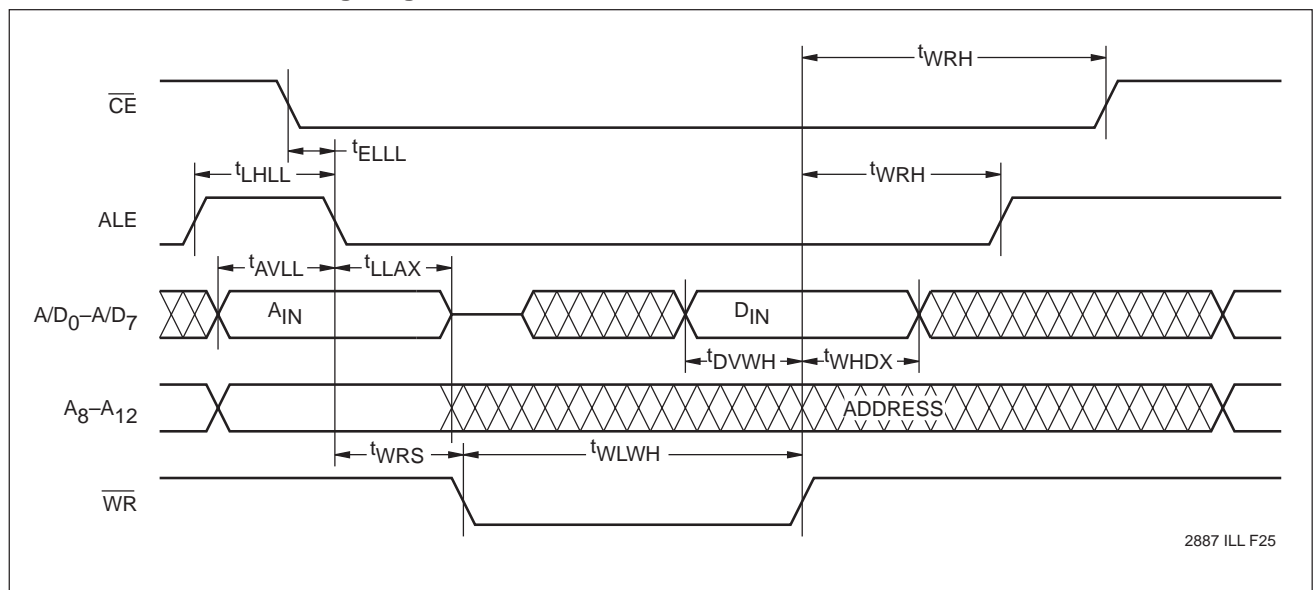 tWRH
CE
tELLL
tLHLL
tWRH
ALE
tAVLL
tLLAX
A/D0–A/D7
AIN
DIN
tDVWH
tWHDX
A8–A12
ADDRESS
tWRS
tWLWH
WR
2887 ILL F25